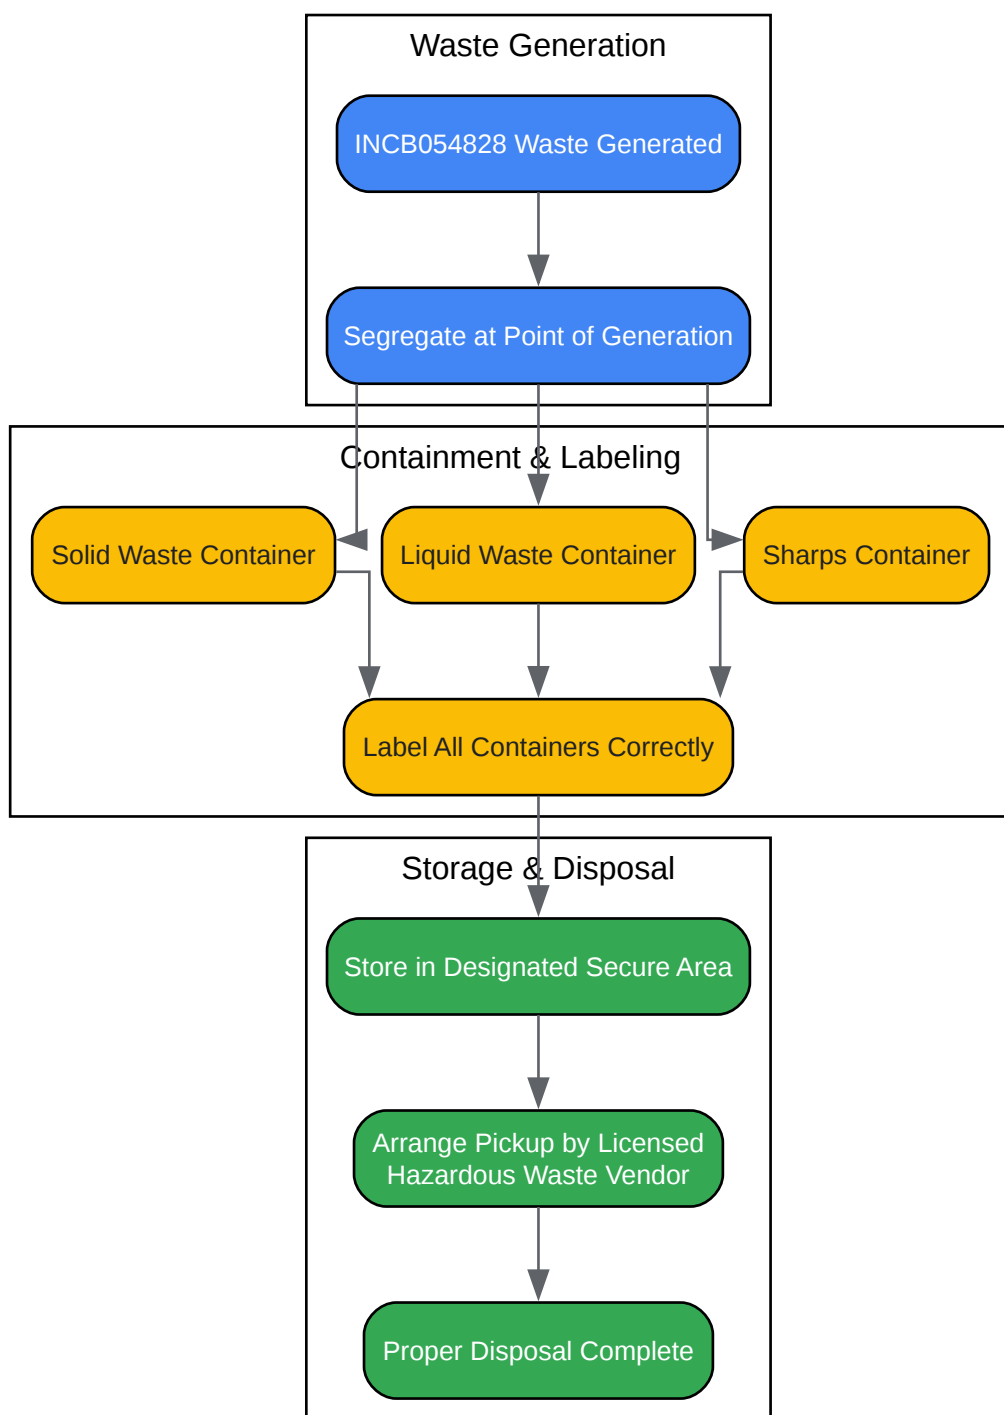 Waste Generation
INCB054828 Waste Generated
Segregate at Point of Generation
Containment & Labeling
Solid Waste Container
Liquid Waste Container
Sharps Container
Label All Containers Correctly
Storage & Disposal
Store in Designated Secure Area
Arrange Pickup by Licensed
Hazardous Waste Vendor
Proper Disposal Complete